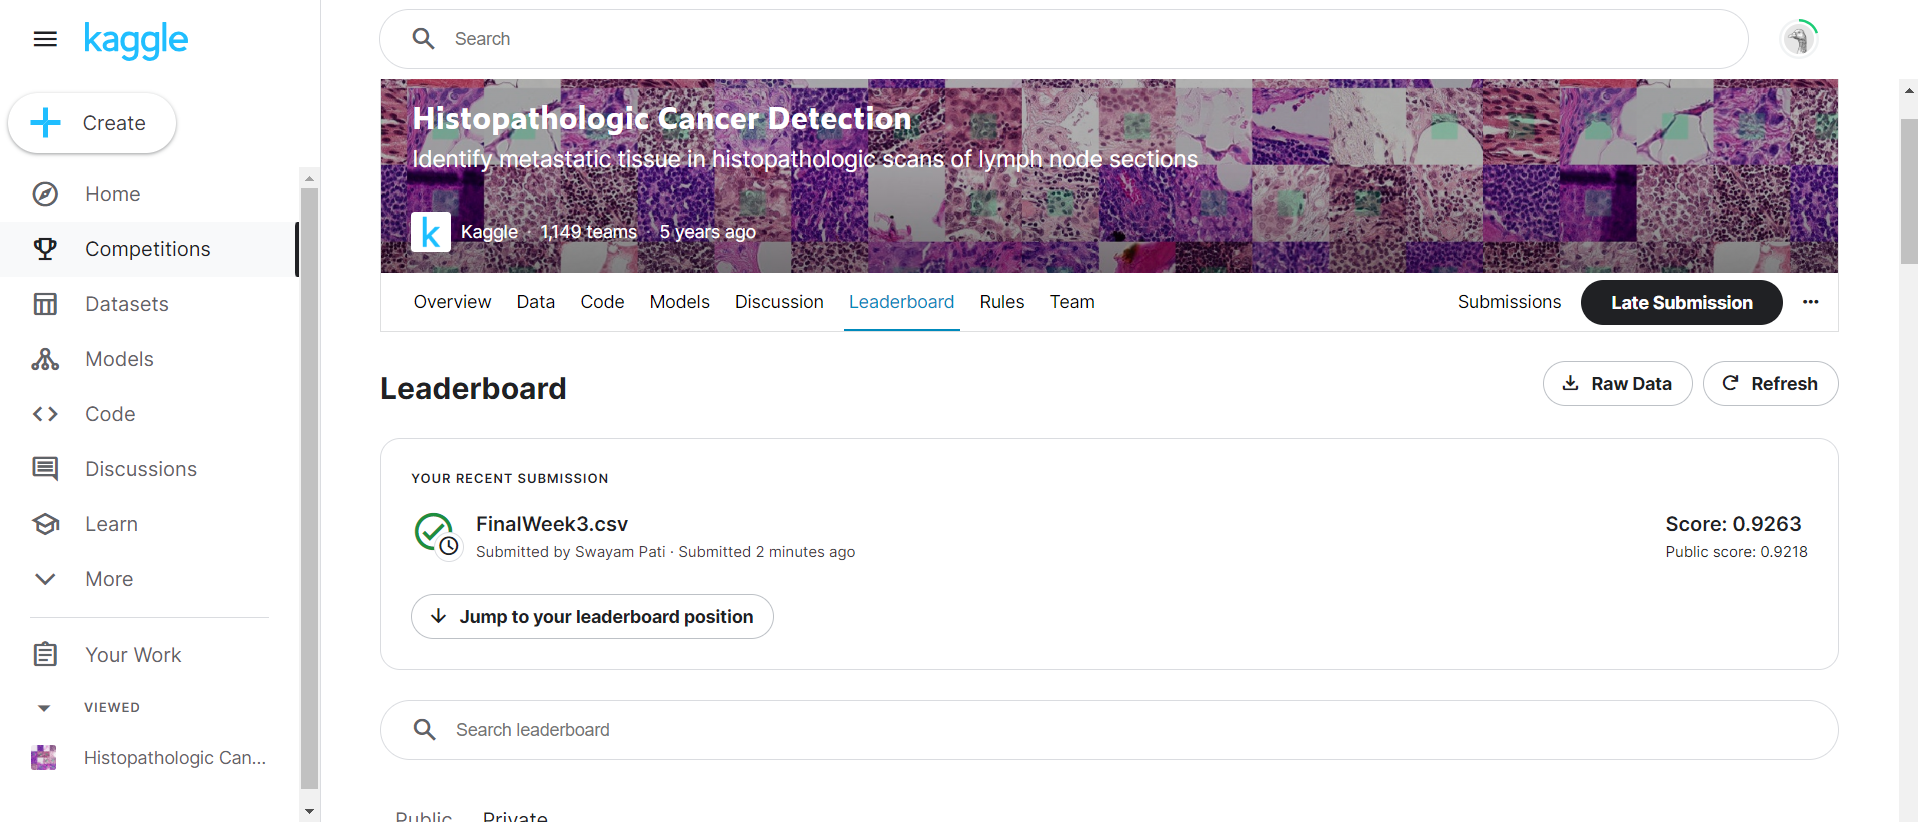 kaggle
Search
Create
Home
Competitions
Datasets
Models
Code
Discussions
Learn
More
Your Work
VIEWED
Histopathologic Can...
Histopathologic Cancer Detection
Identify metastatic tissue in histopathologic scans of lymph node sections
k
Kaggle · 1,149 teams · 5 years ago
Overview Data Code Models Discussion Leaderboard Rules Team Submissions Late Submission ...
Leaderboard
Raw Data
Refresh
YOUR RECENT SUBMISSION
FinalWeek3.csv
Submitted by Swayam Pati · Submitted 2 minutes ago
Score: 0.9263
Public score: 0.9218
Jump to your leaderboard position
Search leaderboard
Public Private